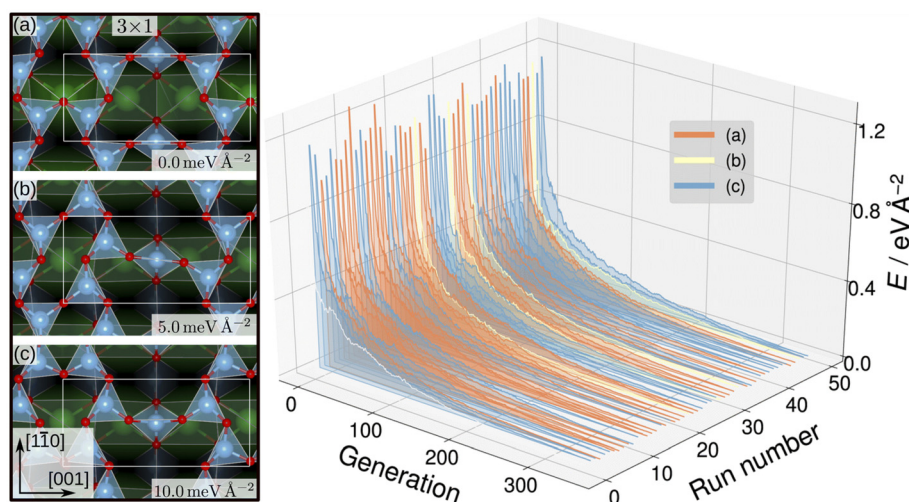 (a)
3×1
0.0 meV Å⁻²
(b)
5.0 meV Å⁻²
(c)
[11̄0]
[001]
10.0 meV Å⁻²
(a)
(b)
(c)
1.2
0.8
0.4
0.0
E / eV Å⁻²
0
100
200
300
Generation
0
10
20
30
40
50
Run number